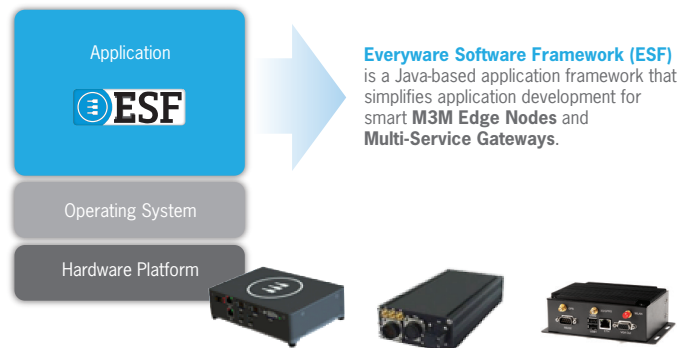 Application
ESF
Operating System
Hardware Platform
Everyware Software Framework (ESF)
is a Java-based application framework that
simplifies application development for
smart M3M Edge Nodes and
Multi-Service Gateways.